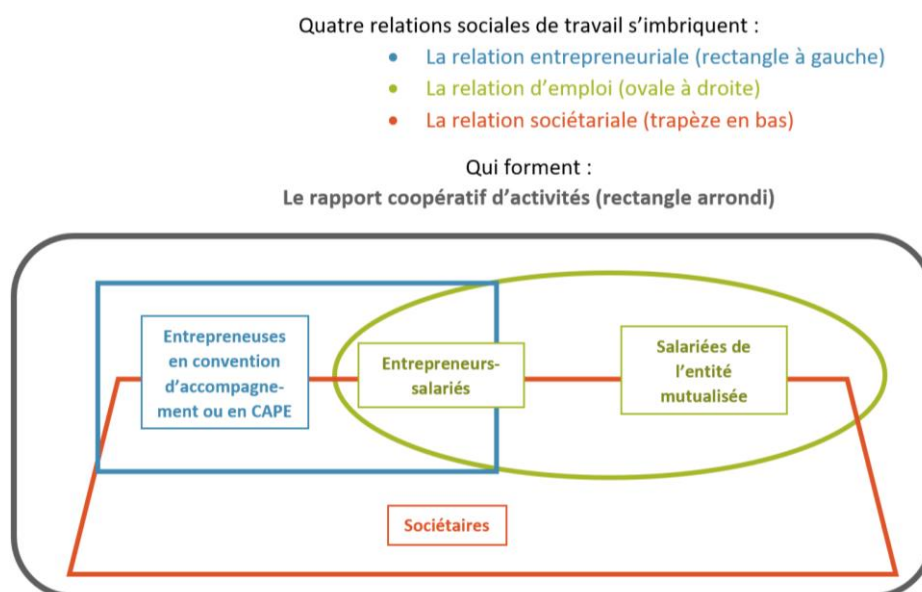 Quatre relations sociales de travail s’imbriquent :
• La relation entrepreneuriale (rectangle à gauche)
• La relation d’emploi (ovale à droite)
• La relation sociétariale (trapèze en bas)
Qui forment :
Le rapport coopératif d’activités (rectangle arrondi)
Entrepreneuses
en convention
d’accompagne-
ment ou en CAPE
Entrepreneurs-
salariés
Salariées de
l’entité
mutualisée
Sociétaires